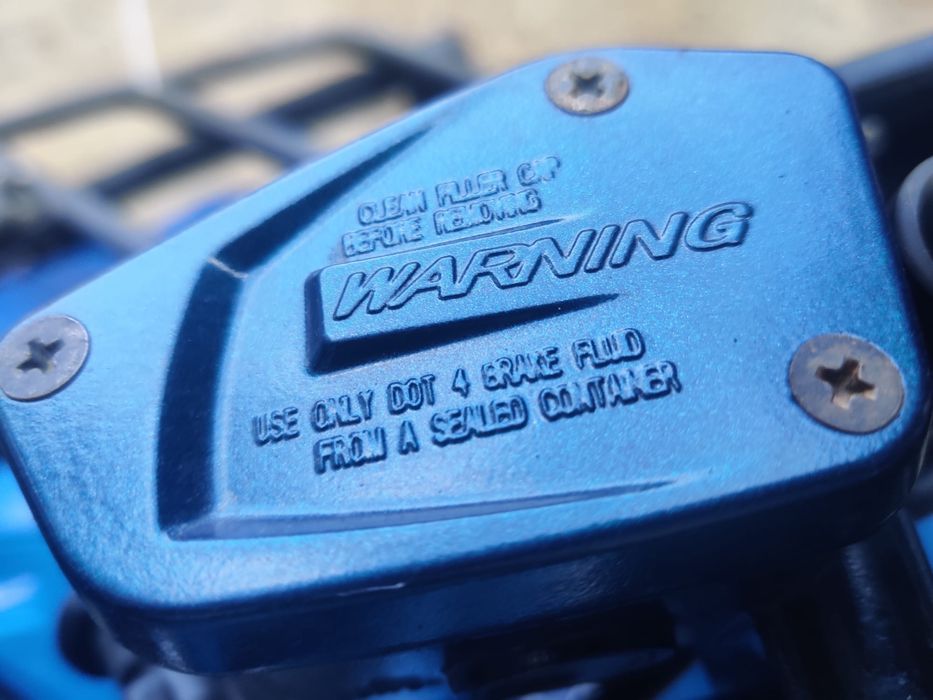 CLEAN FILLER CAP
BEFORE REMOVING
WARNING
USE ONLY DOT 4 BRAKE FLUID
FROM A SEALED CONTAINER